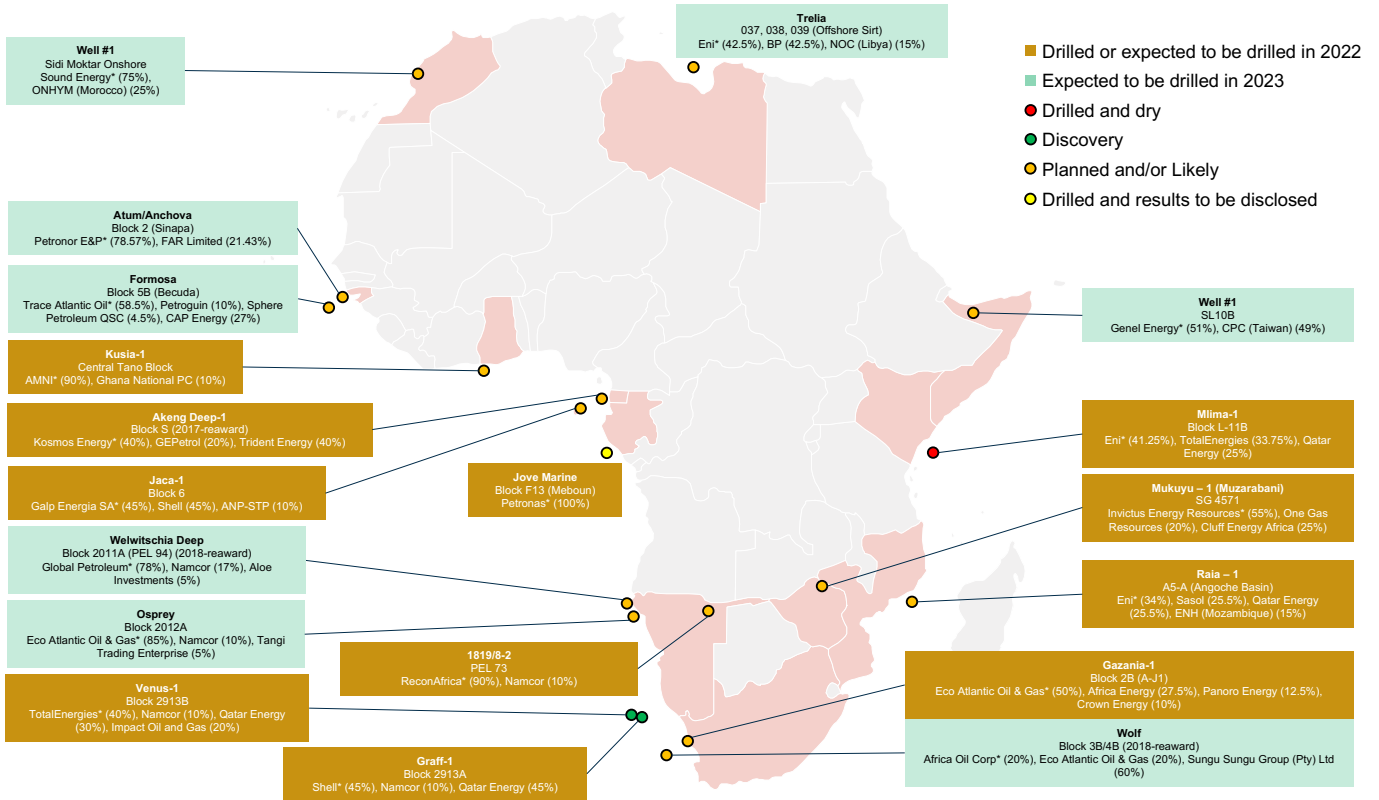 Trelia
037, 038, 039 (Offshore Sirt)
Eni* (42.5%), BP (42.5%), NOC (Libya) (15%)
Well #1
Sidi Moktar Onshore
Sound Energy* (75%),
ONHYM (Morocco) (25%)
Drilled or expected to be drilled in 2022
Expected to be drilled in 2023
Drilled and dry
Discovery
Planned and/or Likely
Drilled and results to be disclosed
Atum/Anchova
Block 2 (Sinapa)
Petronor E&P* (78.57%), FAR Limited (21.43%)
Formosa
Block 5B (Becuda)
Trace Atlantic Oil* (58.5%), Petroguin (10%), Sphere
Petroleum QSC (4.5%), CAP Energy (27%)
Kusia-1
Central Tano Block
AMNI* (90%), Ghana National PC (10%)
Akeng Deep-1
Block S (2017-reaward)
Kosmos Energy* (40%), GEPetrol (20%), Trident Energy (40%)
Jaca-1
Block 6
Galp Energia SA* (45%), Shell (45%), ANP-STP (10%)
Jove Marine
Block F13 (Meboun)
Petronas* (100%)
Welwitschia Deep
Block 2011A (PEL 94) (2018-reaward)
Global Petroleum* (78%), Namcor (17%), Aloe
Investments (5%)
Osprey
Block 2012A
Eco Atlantic Oil & Gas* (85%), Namcor (10%), Tangi
Trading Enterprise (5%)
1819/8-2
PEL 73
ReconAfrica* (90%), Namcor (10%)
Venus-1
Block 2913B
TotalEnergies* (40%), Namcor (10%), Qatar Energy
(30%), Impact Oil and Gas (20%)
Graff-1
Block 2913A
Shell* (45%), Namcor (10%), Qatar Energy (45%)
Well #1
SL10B
Genel Energy* (51%), CPC (Taiwan) (49%)
Mlima-1
Block L-11B
Eni* (41.25%), TotalEnergies (33.75%), Qatar
Energy (25%)
Mukuyu – 1 (Muzarabani)
SG 4571
Invictus Energy Resources* (55%), One Gas
Resources (20%), Cluff Energy Africa (25%)
Raia – 1
A5-A (Angoche Basin)
Eni* (34%), Sasol (25.5%), Qatar Energy
(25.5%), ENH (Mozambique) (15%)
Gazania-1
Block 2B (A-J1)
Eco Atlantic Oil & Gas* (50%), Africa Energy (27.5%), Panoro Energy (12.5%),
Crown Energy (10%)
Wolf
Block 3B/4B (2018-reaward)
Africa Oil Corp* (20%), Eco Atlantic Oil & Gas (20%), Sungu Sungu Group (Pty) Ltd
(60%)